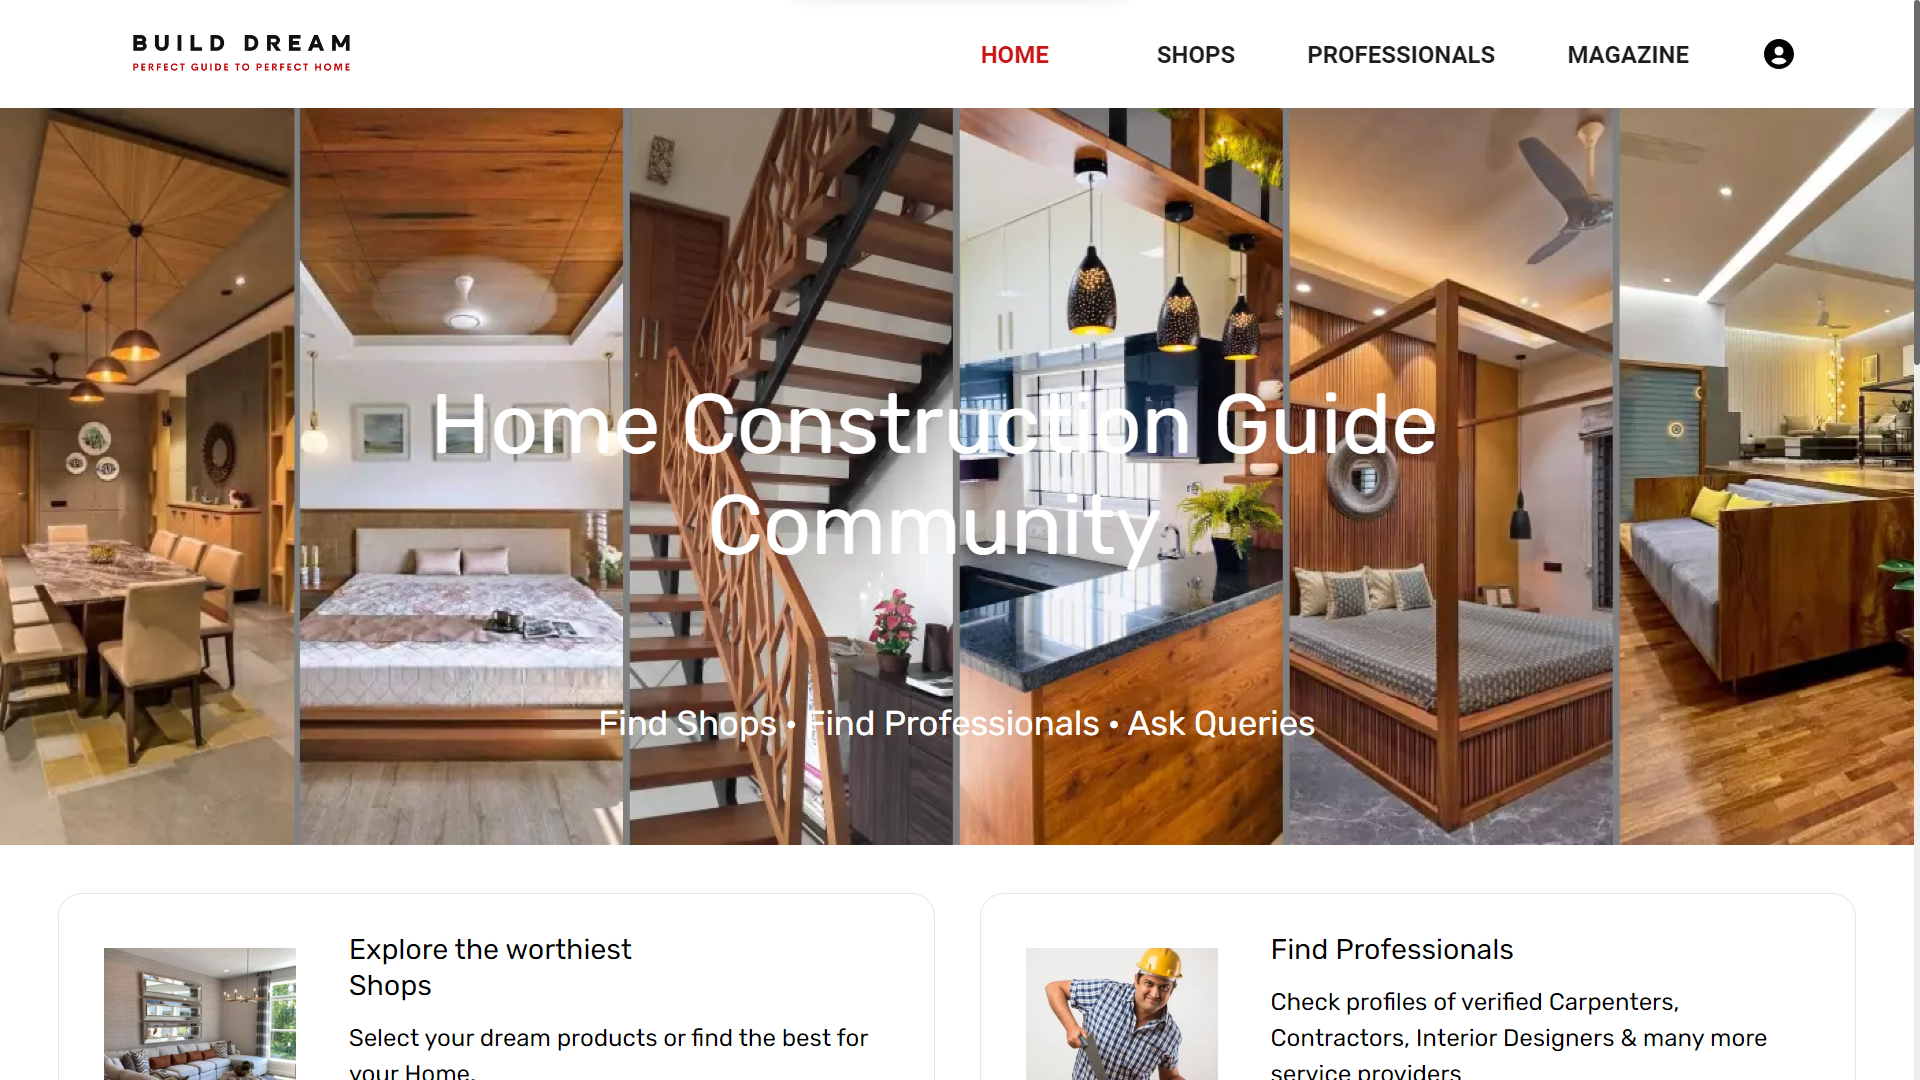 BUILD DREAM
PERFECT GUIDE TO PERFECT HOME
HOME
SHOPS
PROFESSIONALS
MAGAZINE
Home Construction Guide
Community
Find Shops • Find Professionals • Ask Queries
Explore the worthiest
Shops
Select your dream products or find the best for
your Home.
Find Professionals
Check profiles of verified Carpenters,
Contractors, Interior Designers & many more
service providers